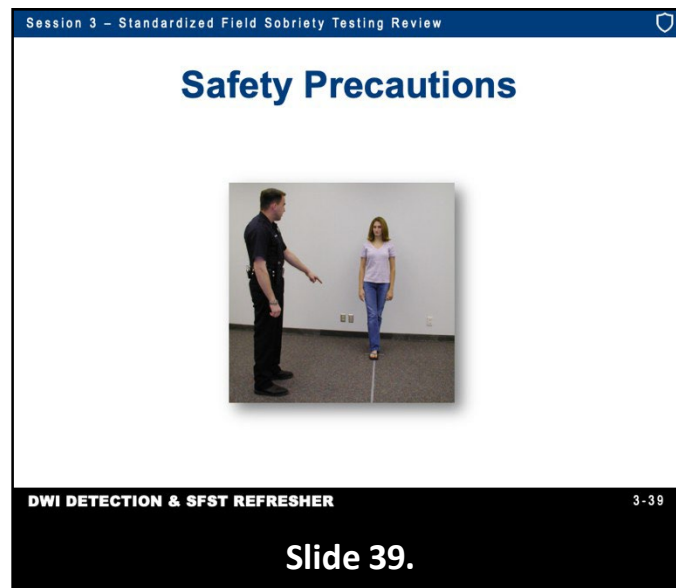 Session 3 – Standardized Field Sobriety Testing Review
Safety Precautions
DWI DETECTION & SFST REFRESHER 3-39
Slide 39.